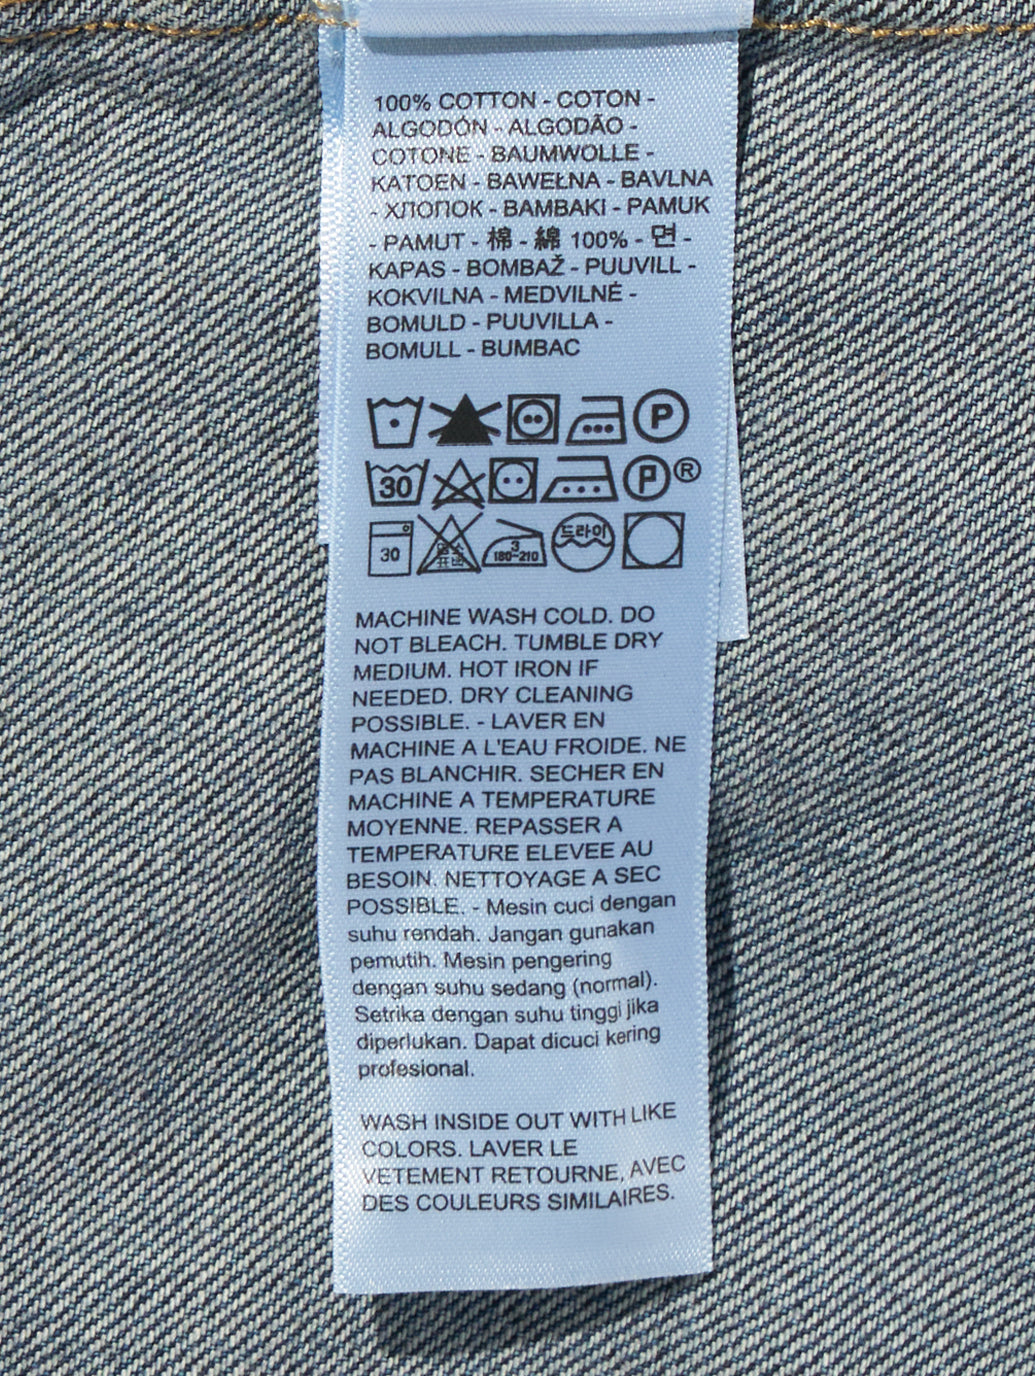 100% COTTON - COTON -
ALGODÓN - ALGODÃO -
COTONE - BAUMWOLLE -
KATOEN - BAWEŁNA - BAVLNA
- ХЛОПОК - BAMBAKI - PAMUK
- PAMUT - 棉 - 綿 100% - 면 -
KAPAS - BOMBAŽ - PUUVILL -
KOKVILNA - MEDVILNĖ -
BOMULD - PUUVILLA -
BOMULL - BUMBAC
P
30 P ®
30 3 드라이
180~210
MACHINE WASH COLD. DO
NOT BLEACH. TUMBLE DRY
MEDIUM. HOT IRON IF
NEEDED. DRY CLEANING
POSSIBLE. - LAVER EN
MACHINE A L'EAU FROIDE. NE
PAS BLANCHIR. SECHER EN
MACHINE A TEMPERATURE
MOYENNE. REPASSER A
TEMPERATURE ELEVEE AU
BESOIN. NETTOYAGE A SEC
POSSIBLE. - Mesin cuci dengan
suhu rendah. Jangan gunakan
pemutih. Mesin pengering
dengan suhu sedang (normal).
Setrika dengan suhu tinggi jika
diperlukan. Dapat dicuci kering
profesional.
WASH INSIDE OUT WITH LIKE
COLORS. LAVER LE
VETEMENT RETOURNE, AVEC
DES COULEURS SIMILAIRES.